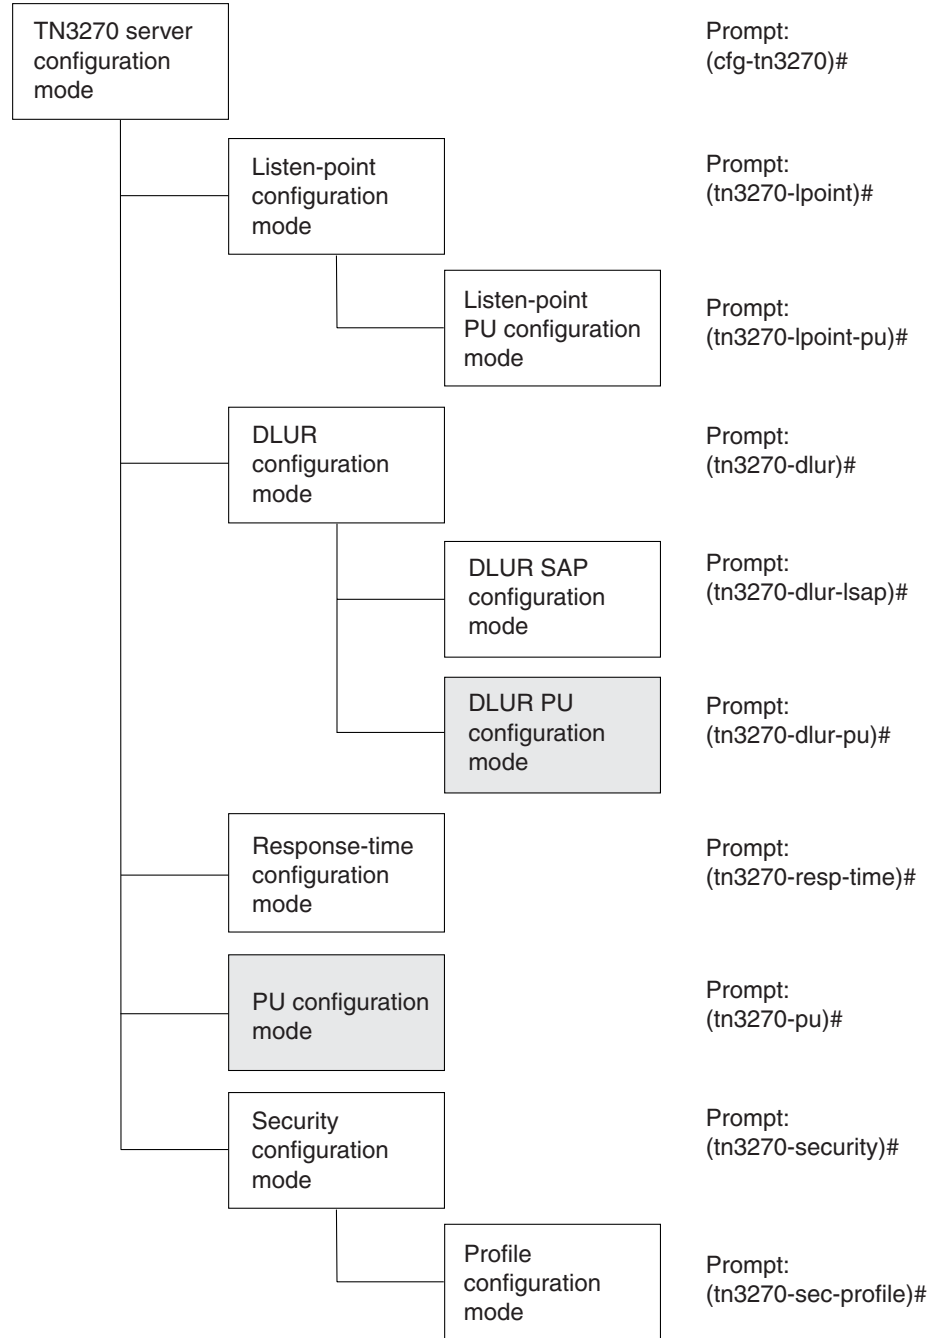 TN3270 server
configuration
mode
Prompt:
(cfg-tn3270)#
Listen-point
configuration
mode
Prompt:
(tn3270-lpoint)#
Listen-point
PU configuration
mode
Prompt:
(tn3270-lpoint-pu)#
DLUR
configuration
mode
Prompt:
(tn3270-dlur)#
DLUR SAP
configuration
mode
Prompt:
(tn3270-dlur-lsap)#
DLUR PU
configuration
mode
Prompt:
(tn3270-dlur-pu)#
Response-time
configuration
mode
Prompt:
(tn3270-resp-time)#
PU configuration
mode
Prompt:
(tn3270-pu)#
Security
configuration
mode
Prompt:
(tn3270-security)#
Profile
configuration
mode
Prompt:
(tn3270-sec-profile)#